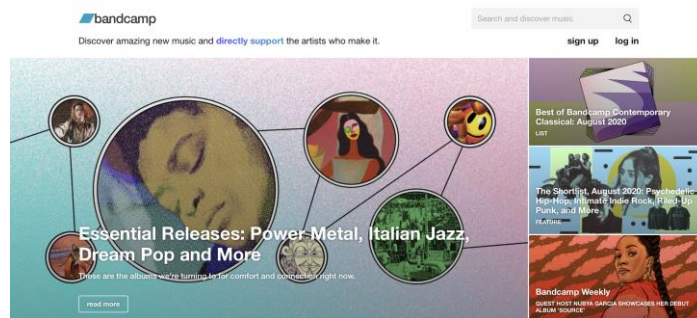 bandcamp
Search and discover music
Discover amazing new music and directly support the artists who make it.
sign up log in
Essential Releases: Power Metal, Italian Jazz,
Dream Pop and More
These are the albums we're turning to for comfort and connection right now.
read more
Best of Bandcamp Contemporary
Classical: August 2020
LIST
The Shortlist, August 2020: Psychedelic
Hip-Hop, Intimate Indie Rock, Riled-Up
Punk, and More
FEATURE
Bandcamp Weekly
GUEST HOST NUBYA GARCIA SHOWCASES HER DEBUT
ALBUM 'SOURCE'